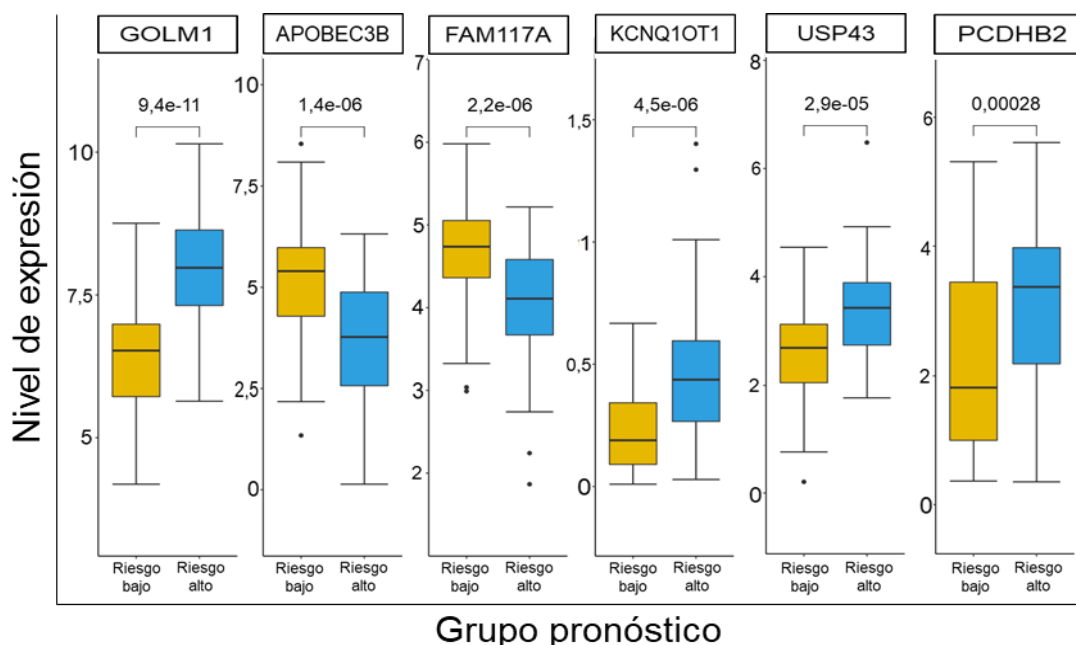 GOLM1
APOBEC3B
FAM117A
KCNQ1OT1
USP43
PCDHB2
Nivel de expresión
9,4e-11
10
7,5
5
Riesgo bajo
Riesgo alto
1,4e-06
10
7,5
5
2,5
0
Riesgo bajo
Riesgo alto
2,2e-06
7
6
5
4
3
2
Riesgo bajo
Riesgo alto
4,5e-06
1,5
1
0,5
0
Riesgo bajo
Riesgo alto
2,9e-05
8
6
4
2
0
Riesgo bajo
Riesgo alto
0,00028
6
4
2
0
Riesgo bajo
Riesgo alto
Grupo pronóstico